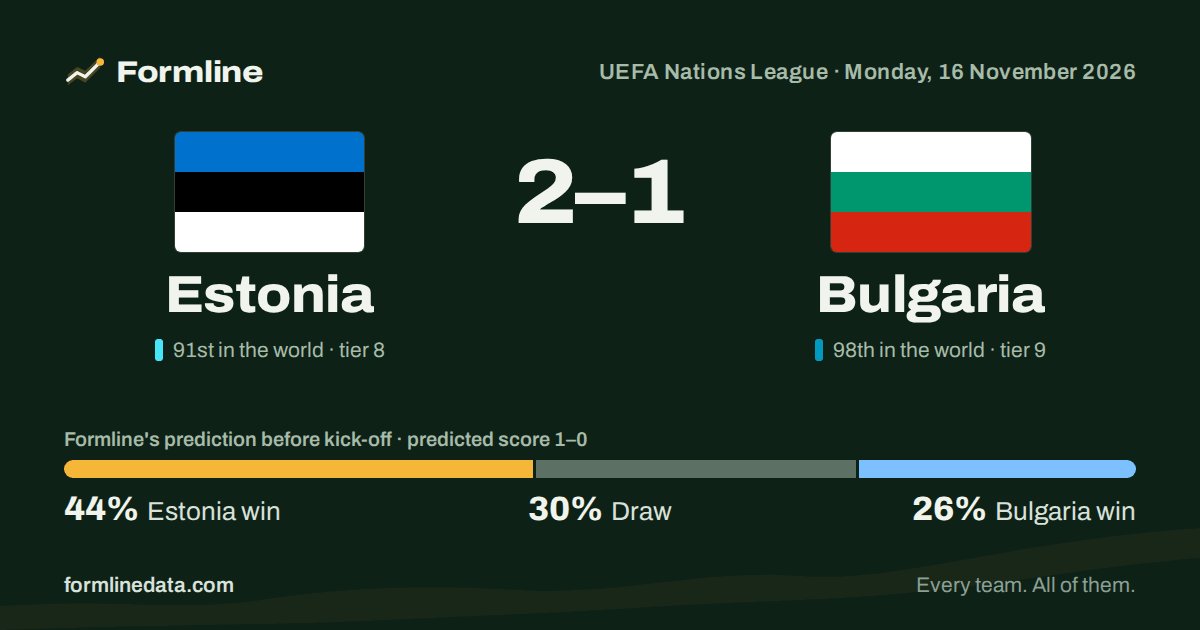 Formline
UEFA Nations League · Monday, 16 November 2026
2–1
Estonia
Bulgaria
91st in the world · tier 8
98th in the world · tier 9
Formline's prediction before kick-off · predicted score 1–0
44% Estonia win
30% Draw
26% Bulgaria win
formlinedata.com
Every team. All of them.